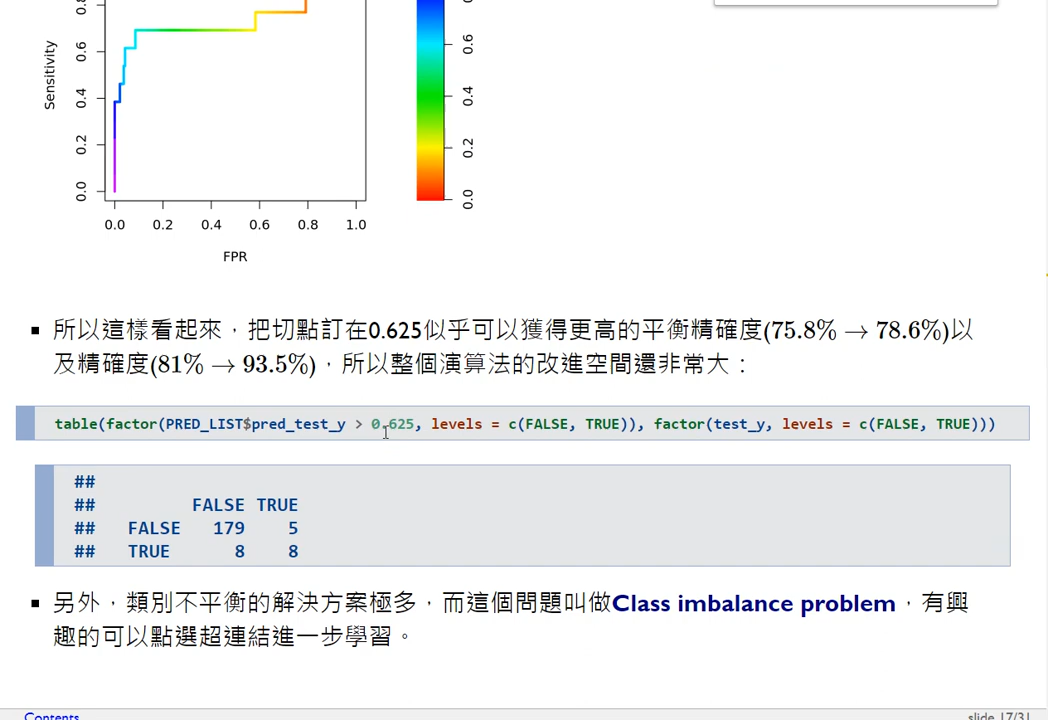 Sensitivity
0.8
0.6
0.4
0.2
0.0
0.0 0.2 0.4 0.6 0.8 1.0
FPR
0.6
0.4
0.2
0.0
所以這樣看起來，把切點訂在0.625似乎可以獲得更高的平衡精確度(75.8% → 78.6%)以
及精確度(81% → 93.5%)，所以整個演算法的改進空間還非常大：
table(factor(PRED_LIST$pred_test_y > 0.625, levels = c(FALSE, TRUE)), factor(test_y, levels = c(FALSE, TRUE)))
##
## FALSE TRUE
## FALSE 179 5
## TRUE 8 8
另外，類別不平衡的解決方案極多，而這個問題叫做Class imbalance problem，有興
趣的可以點選超連結進一步學習。
Contents
slide 17/31